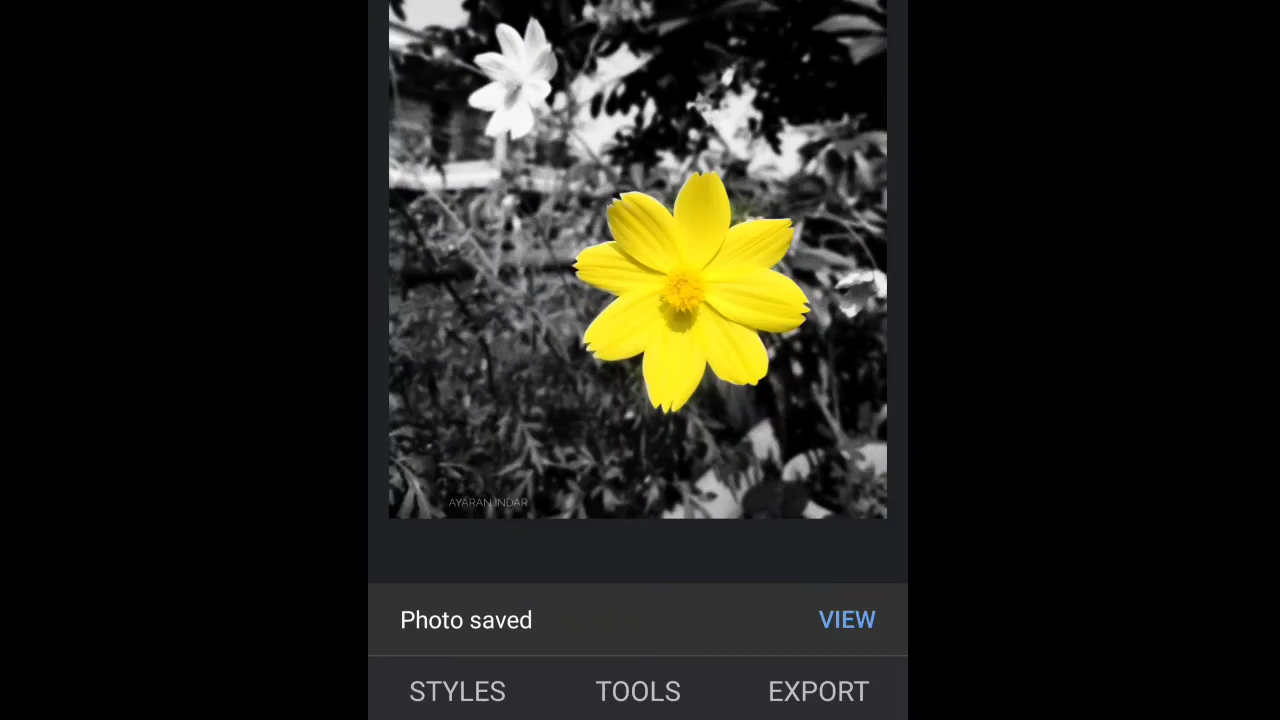 AYARAN INDAR
Photo saved
VIEW
STYLES
TOOLS
EXPORT